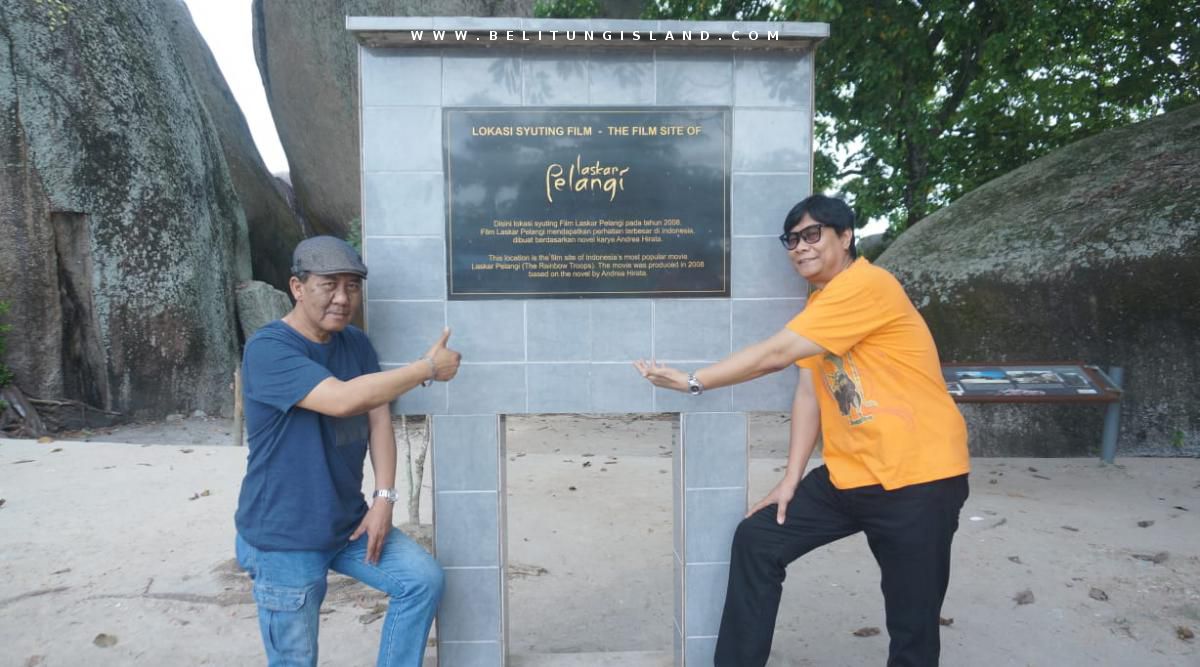 WWW.BELITUNGISLAND.COM
LOKASI SYUTING FILM - THE FILM SITE OF
laskar
Pelangi
Disini lokasi syuting Film Laskar Pelangi pada tahun 2008.
Film Laskar Pelangi mendapatkan perhatian terbesar di indonesia,
dibuat berdasarkan novel karya Andrea Hirata.
This location is the film site of Indonesia's most popular movie
Laskar Pelangi (The Rainbow Troops). The movie was produced in 2008
based on the novel by Andrea Hirata.